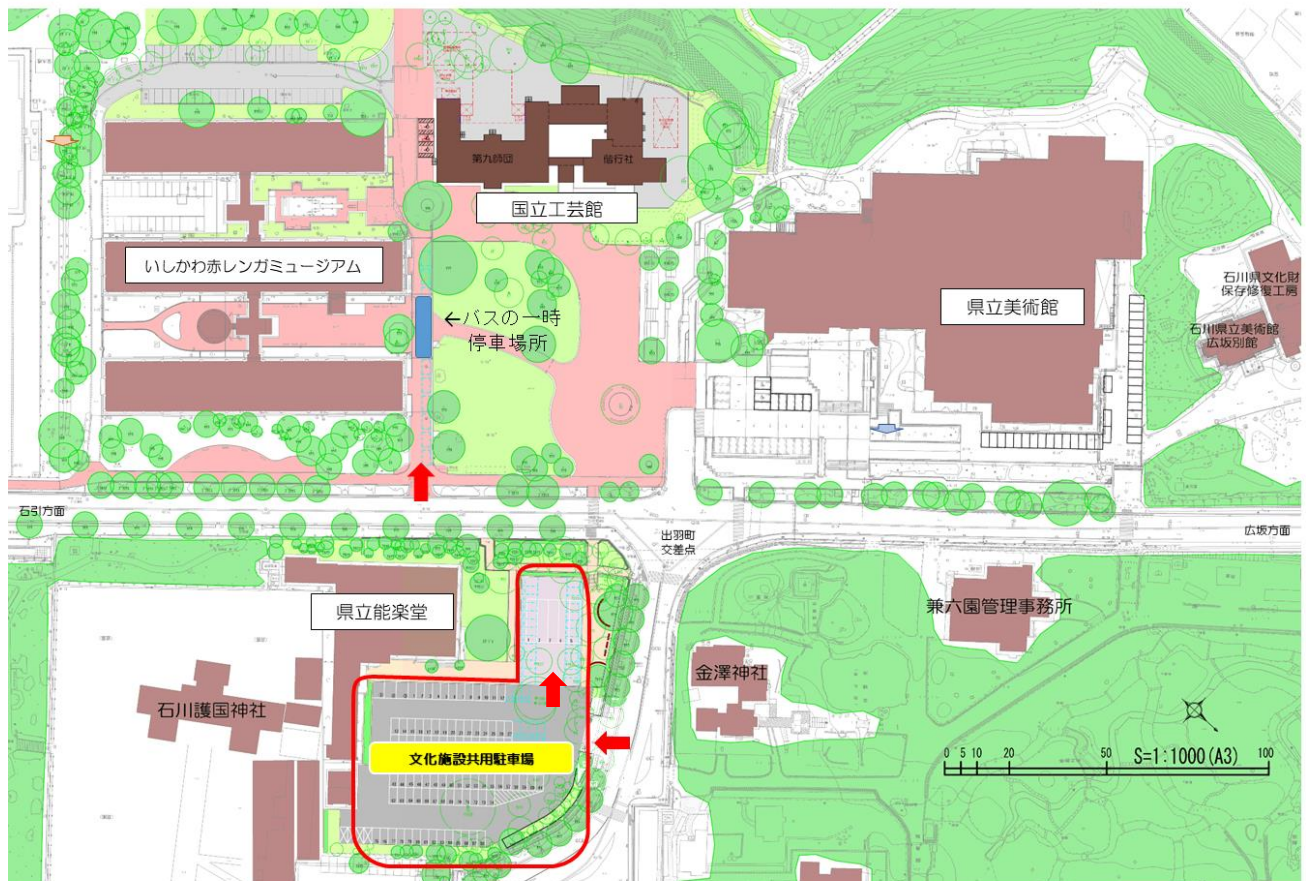 第九師団
偕行社
国立工芸館
いしかわ赤レンガミュージアム
←バスの一時
停車場所
県立美術館
石川県文化財
保存修復工房
石川県立美術館
広坂別館
石引方面
出羽町
交差点
広坂方面
県立能楽堂
兼六園管理事務所
金澤神社
石川護国神社
文化施設共用駐車場
0 5 10 20 50 S=1:1000(A3) 100